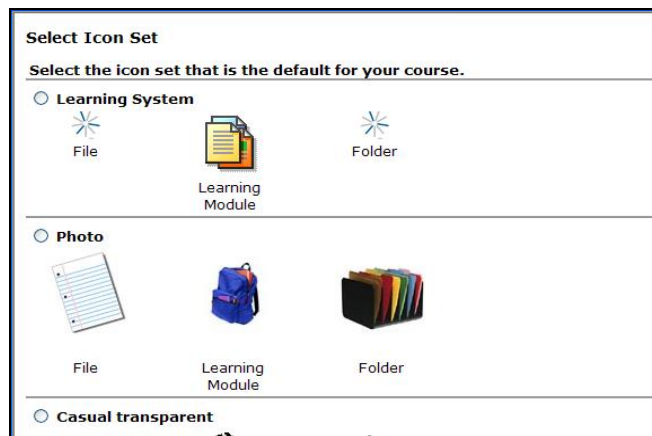 Select Icon Set
Select the icon set that is the default for your course.
Learning System
File
Folder
Learning
Module
Photo
File
Learning
Folder
Module
Casual transparent